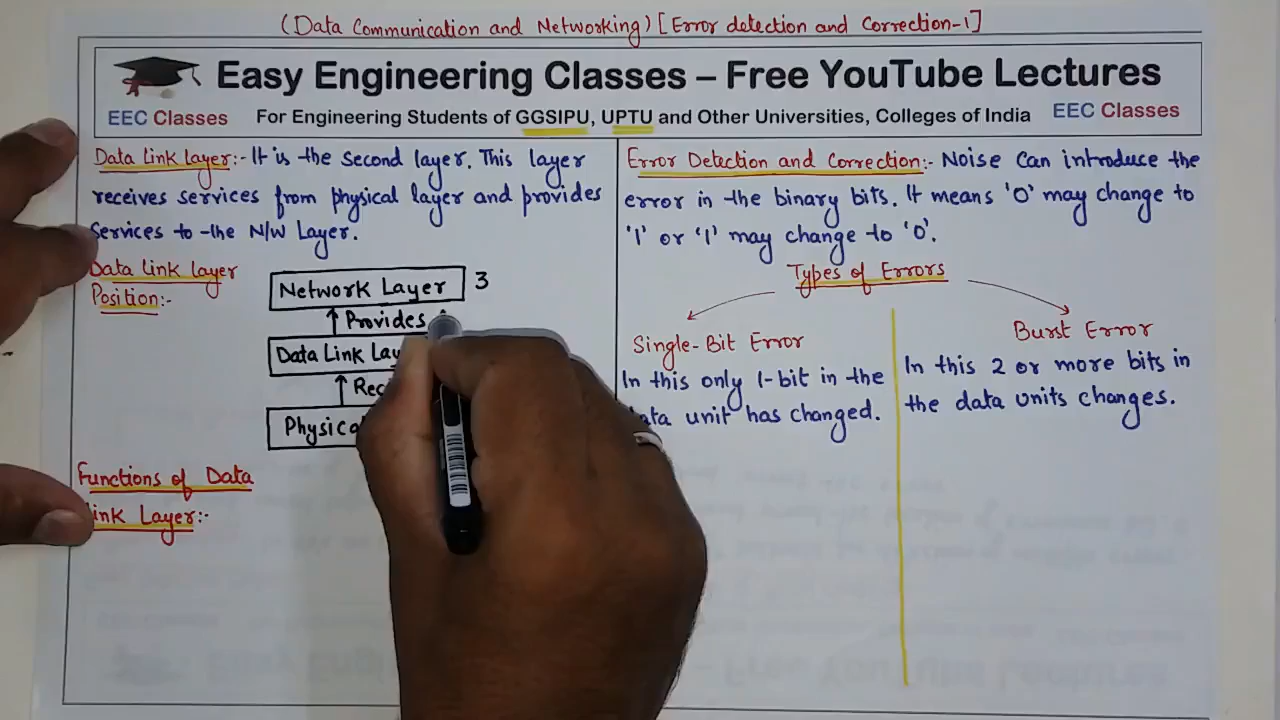 (Data Communication and Networking) [Error detection and Correction-1]
Easy Engineering Classes – Free YouTube Lectures
EEC Classes
For Engineering Students of GGSIPU, UPTU and Other Universities, Colleges of India
EEC Classes
Data Link layer:- It is the second layer. This layer
receives services from physical layer and provides
services to the N/W Layer.
Data Link layer
Position:-
Network Layer 3
Provides
Data Link
Functions of Data
Link Layer:-
Error Detection and Correction:- Noise can introduce the
error in the binary bits. It means '0' may change to
'1' or '1' may change to '0'.
Types of Errors
Single-Bit Error
In this only 1-bit in the
data unit has changed.
Burst Error
In this 2 or more bits in
the data units changes.